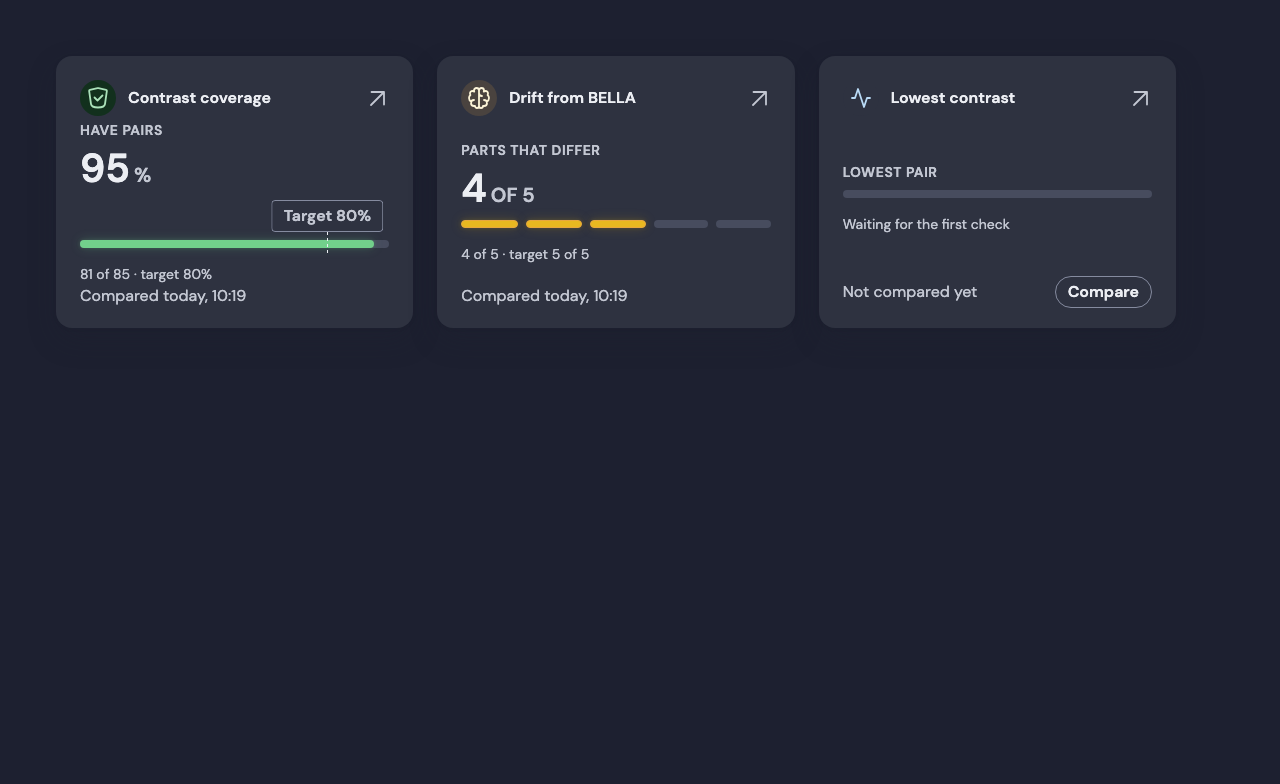 Contrast coverage
HAVE PAIRS
95 %
Target 80%
81 of 85 · target 80%
Compared today, 10:19
Drift from BELLA
PARTS THAT DIFFER
4 OF 5
4 of 5 · target 5 of 5
Compared today, 10:19
Lowest contrast
LOWEST PAIR
Waiting for the first check
Not compared yet
Compare